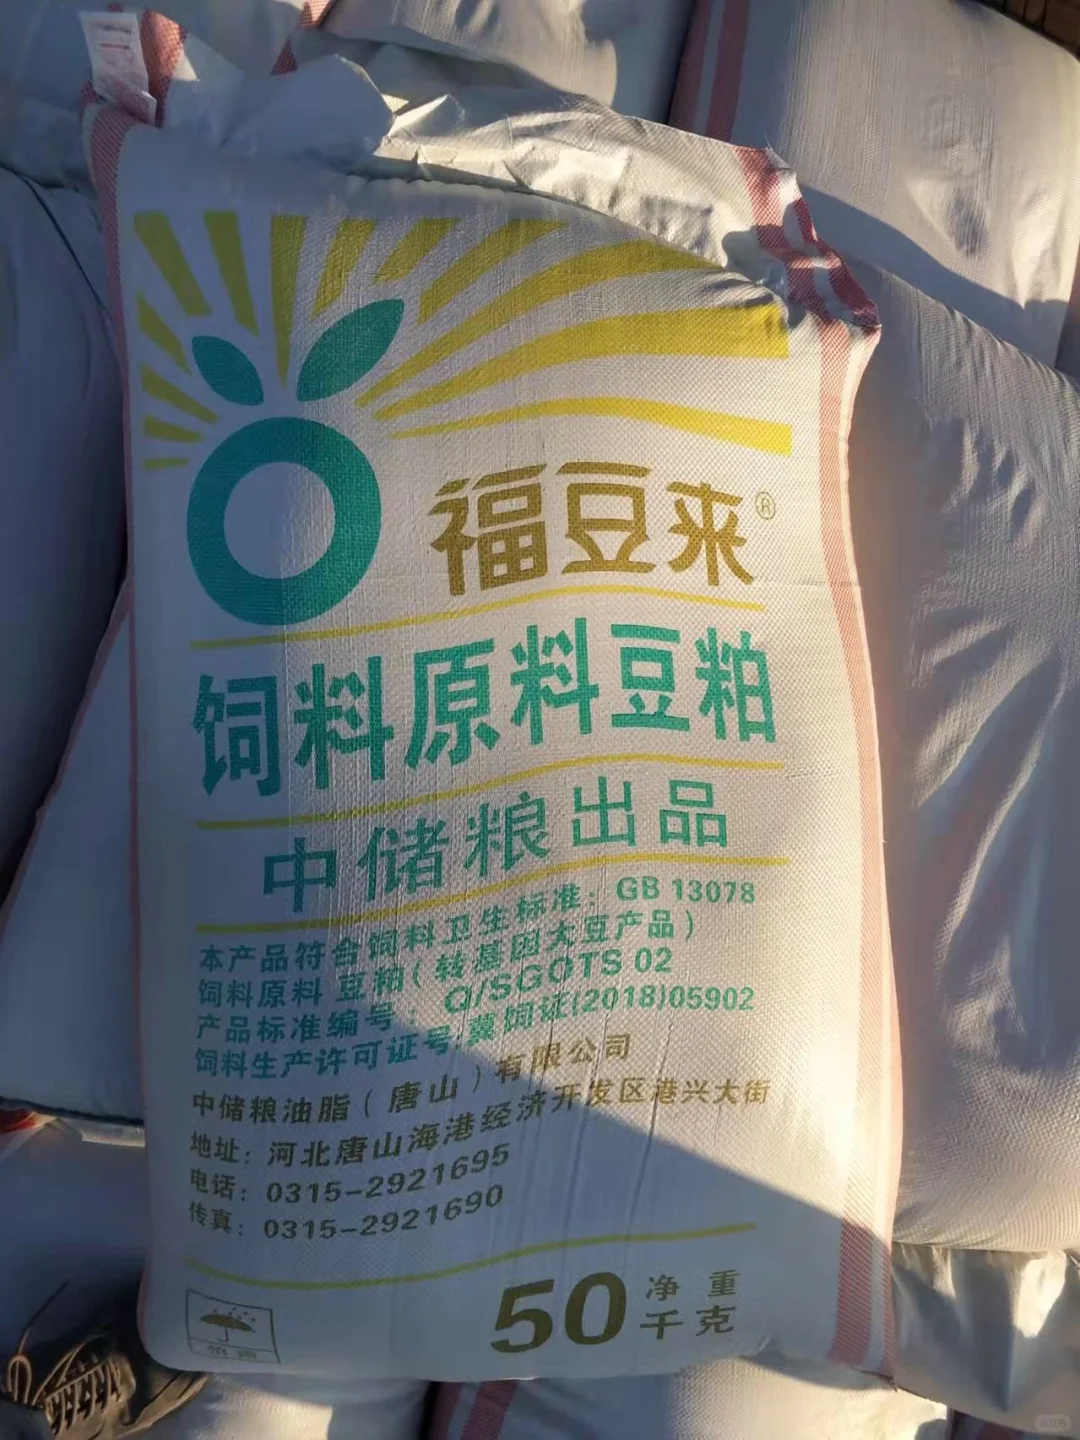 福豆来®
饲料原料豆粕
中储粮出品
本产品符合饲料卫生标准：GB 13078
饲料原料 豆粕（转基因大豆产品）
产品标准编号：Q/SGOTS 02
饲料生产许可证号:冀饲证(2018)05902
中储粮油脂（唐山）有限公司
地址：河北唐山海港经济开发区港兴大街
电话：0315-2921695
传真：0315-2921690
50 净重
千克
怕雨
小红书